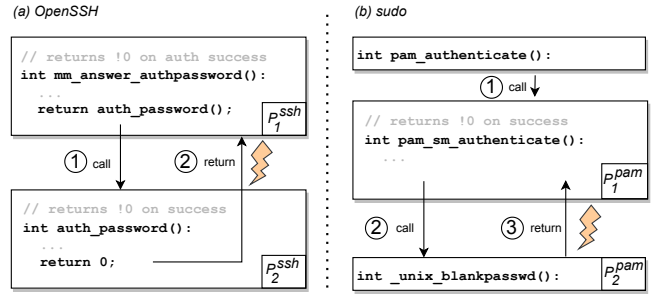 (a) OpenSSH
// returns !0 on auth success
int mm_answer_authpassword():
...
return auth_password();
P1ssh
1 call
2 return
// returns !0 on success
int auth_password():
...
return 0;
P2ssh
(b) sudo
int pam_authenticate():
1 call
// returns !0 on success
int pam_sm_authenticate():
...
P1pam
2 call
3 return
int _unix_blankpasswd():
P2pam